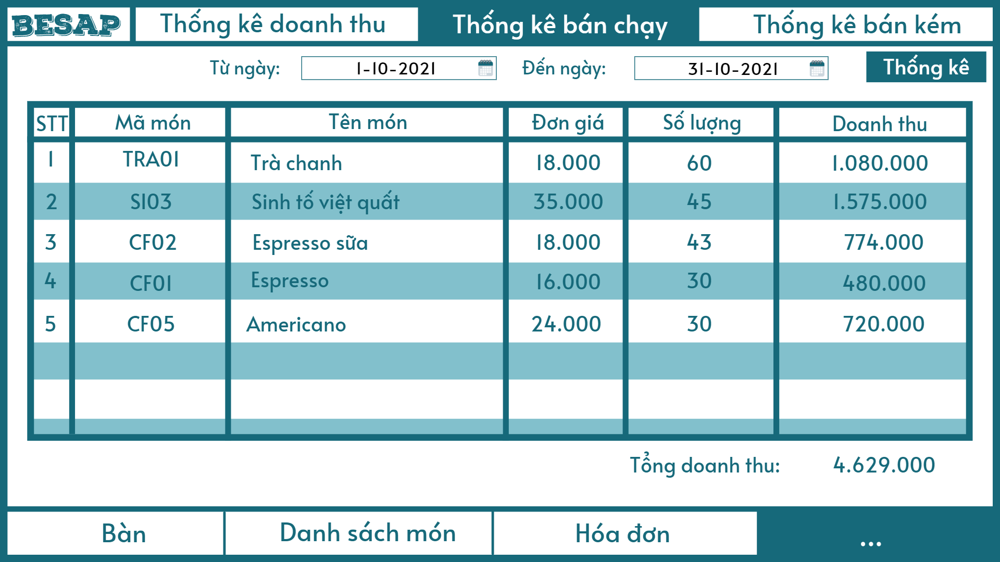 BESAP Thống kê doanh thu Thống kê bán chạy Thống kê bán kém
Từ ngày: 1-10-2021 Đến ngày: 31-10-2021 Thống kê
STT Mã món Tên món Đơn giá Số lượng Doanh thu
1 TRA01 Trà chanh 18.000 60 1.080.000
2 SI03 Sinh tố việt quất 35.000 45 1.575.000
3 CF02 Espresso sữa 18.000 43 774.000
4 CF01 Espresso 16.000 30 480.000
5 CF05 Americano 24.000 30 720.000
Tổng doanh thu: 4.629.000
Bàn Danh sách món Hóa đơn ...